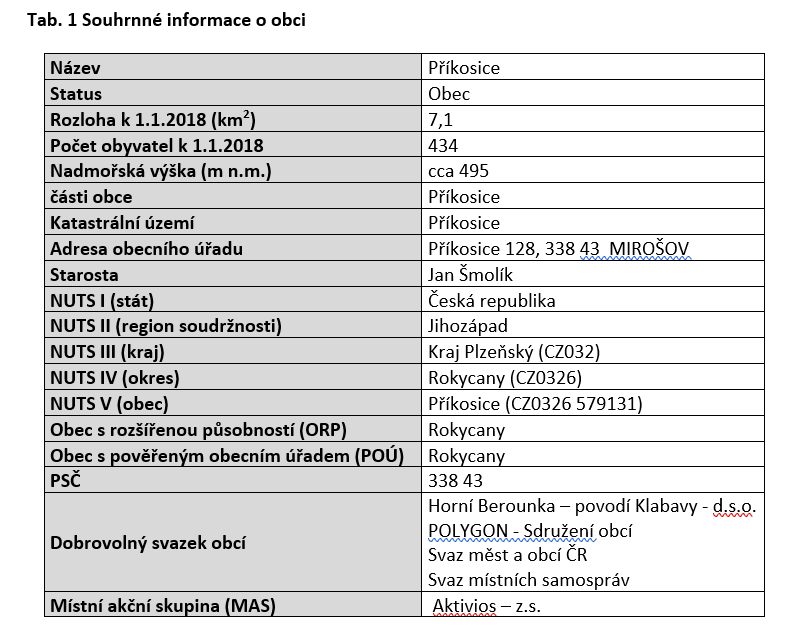 Tab. 1 Souhrnné informace o obci
Název Příkosice
Status Obec
Rozloha k 1.1.2018 (km²) 7,1
Počet obyvatel k 1.1.2018 434
Nadmořská výška (m n.m.) cca 495
části obce Příkosice
Katastrální území Příkosice
Adresa obecního úřadu Příkosice 128, 338 43  MIROŠOV
Starosta Jan Šmolík
NUTS I (stát) Česká republika
NUTS II (region soudržnosti) Jihozápad
NUTS III (kraj) Kraj Plzeňský (CZ032)
NUTS IV (okres) Rokycany (CZ0326)
NUTS V (obec) Příkosice (CZ0326 579131)
Obec s rozšířenou působností (ORP) Rokycany
Obec s pověřeným obecním úřadem (POÚ) Rokycany
PSČ 338 43
Dobrovolný svazek obcí
Horní Berounka – povodí Klabavy - d.s.o.
POLYGON - Sdružení obcí
Svaz měst a obcí ČR
Svaz místních samospráv
Místní akční skupina (MAS) Aktivios – z.s.